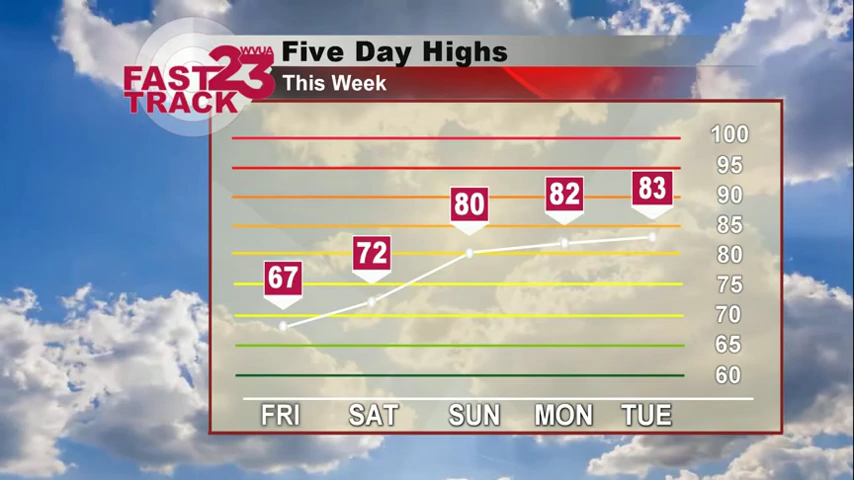 WVUA
23
FAST
TRACK
Five Day Highs
This Week
100
95
90
85
80
75
70
65
60
67
72
80
82
83
FRI SAT SUN MON TUE